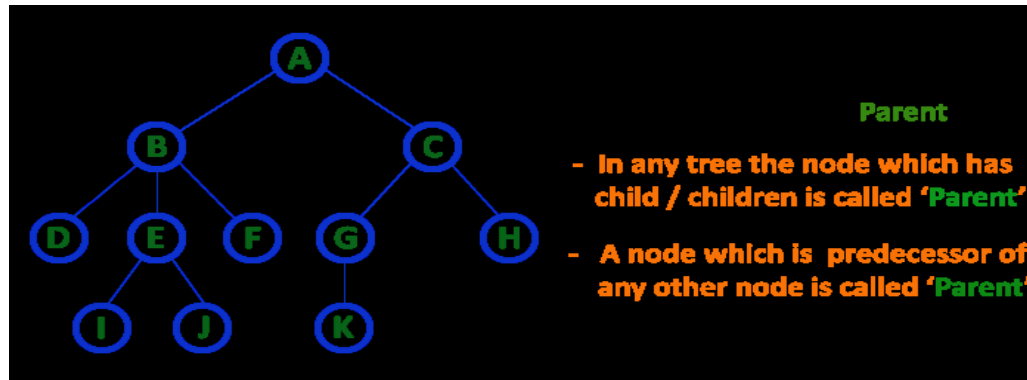 A
B
C
D
E
F
G
H
I
J
K
Parent
- In any tree the node which has
child / children is called ‘Parent’
- A node which is predecessor of
any other node is called ‘Parent’